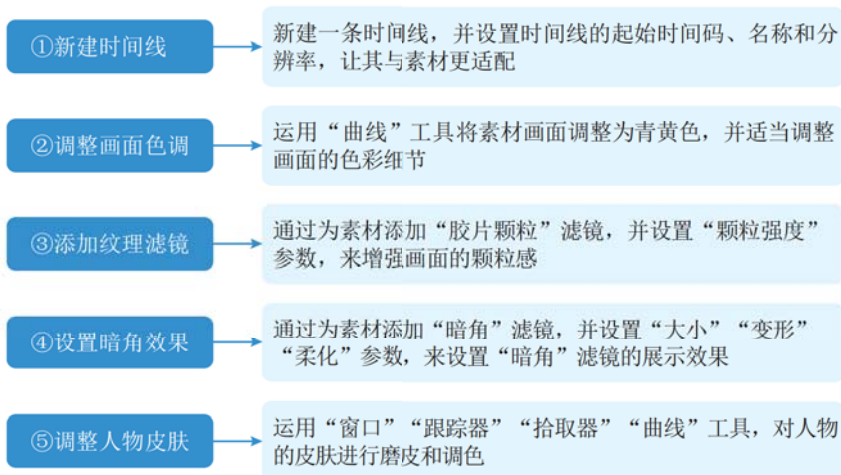 ①新建时间线
新建一条时间线，并设置时间线的起始时间码、名称和分
辨率，让其与素材更适配
②调整画面色调
运用“曲线”工具将素材画面调整为青黄色，并适当调整
画面的色彩细节
③添加纹理滤镜
通过为素材添加“胶片颗粒”滤镜，并设置“颗粒强度”
参数，来增强画面的颗粒感
④设置暗角效果
通过为素材添加“暗角”滤镜，并设置“大小”“变形”
“柔化”参数，来设置“暗角”滤镜的展示效果
⑤调整人物皮肤
运用“窗口”“跟踪器”“拾取器”“曲线”工具，对人物
的皮肤进行磨皮和调色